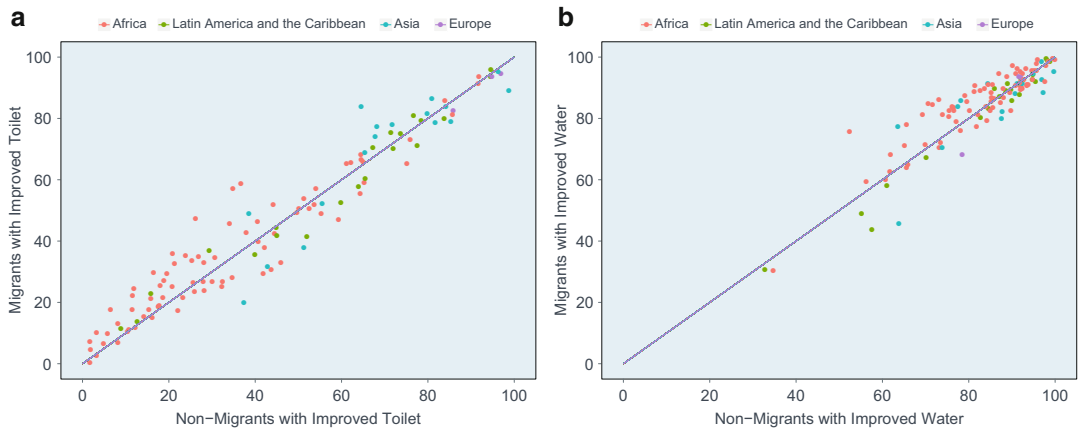 a
Africa Latin America and the Caribbean Asia Europe
Migrants with Improved Toilet
100
80
60
40
20
0
0 20 40 60 80 100
Non−Migrants with Improved Toilet
b
Africa Latin America and the Caribbean Asia Europe
Migrants with Improved Water
100
80
60
40
20
0
0 20 40 60 80 100
Non−Migrants with Improved Water